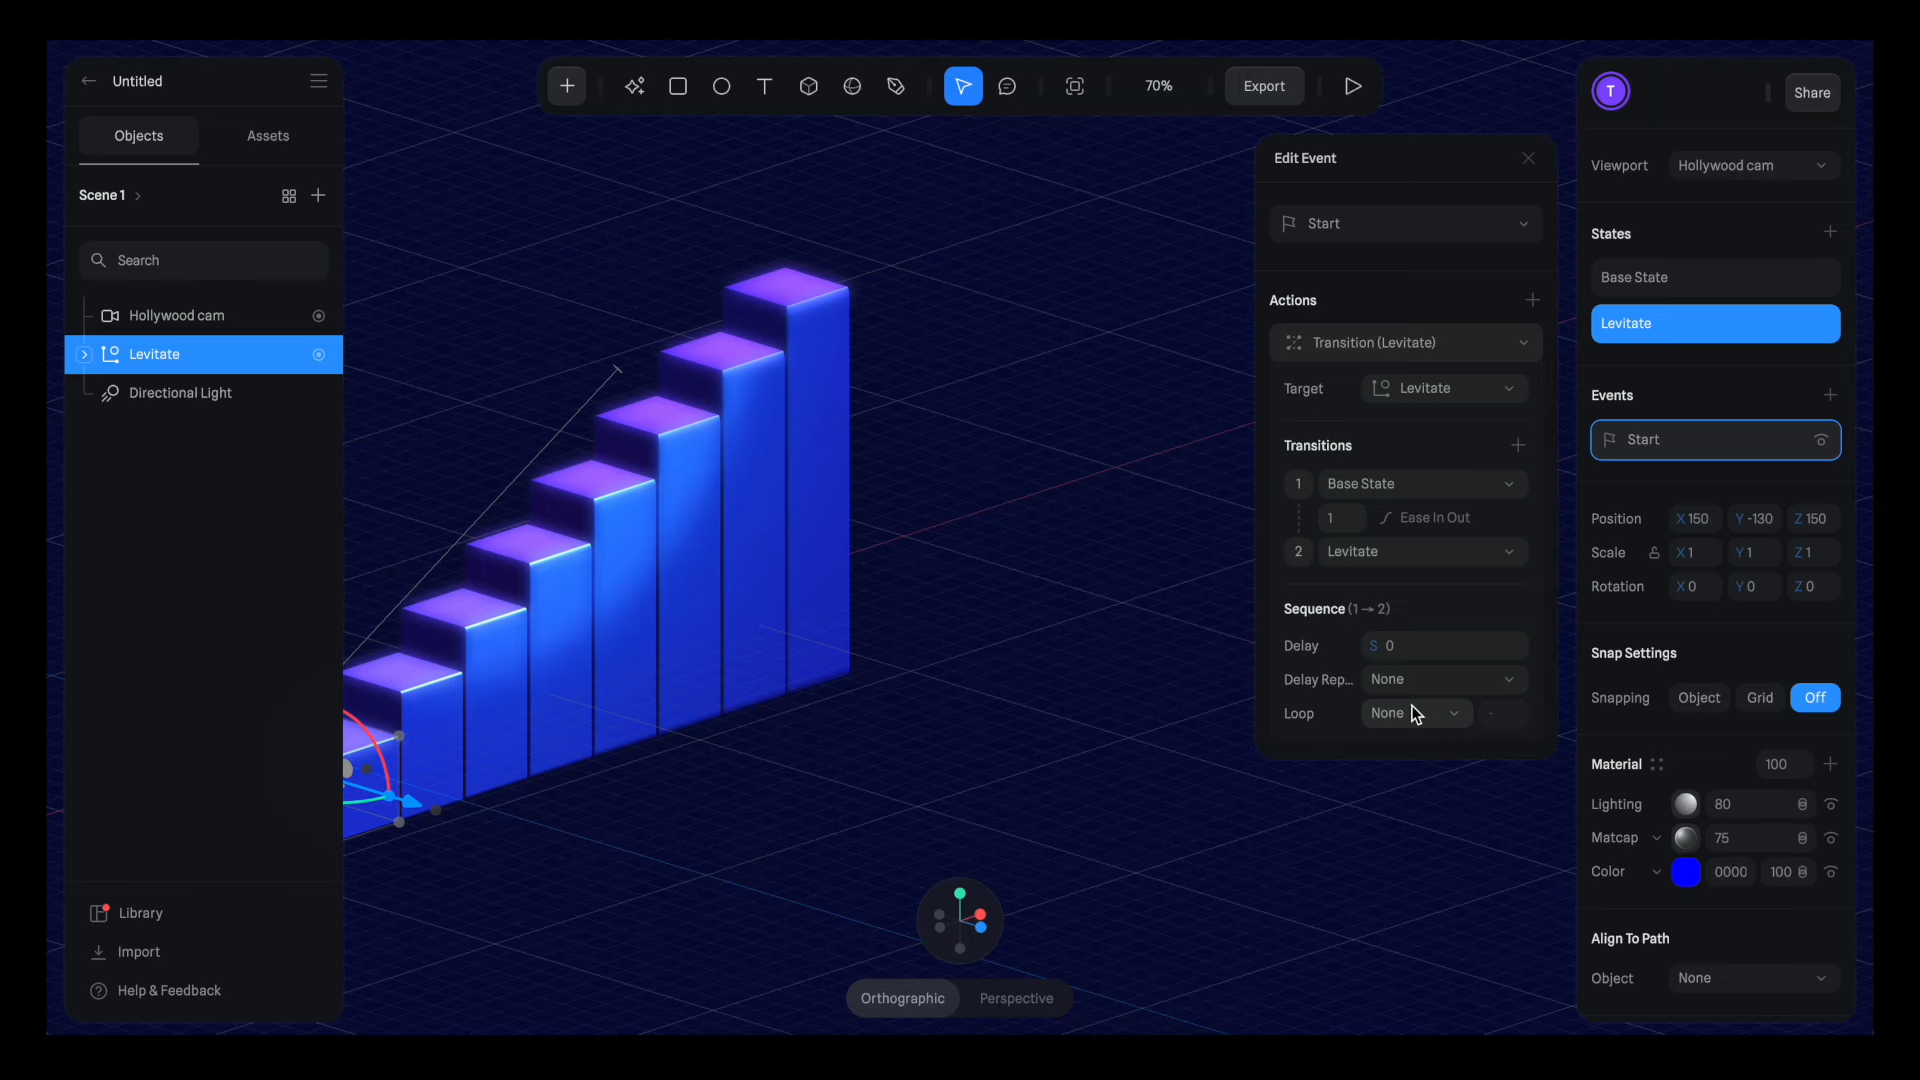 Untitled
Objects
Assets
Scene 1
Search
Hollywood cam
Levitate
Directional Light
Library
Import
Help & Feedback
T
70%
Export
Orthographic
Perspective
Edit Event
Start
Actions
Transition (Levitate)
Target
Levitate
Transitions
1 Base State
1 Ease In Out
2 Levitate
Sequence (1 → 2)
Delay S 0
Delay Rep... None
Loop None -
T
Share
Viewport Hollywood cam
States
Base State
Levitate
Events
Start
Position X 150 Y -130 Z 150
Scale X 1 Y 1 Z 1
Rotation X 0 Y 0 Z 0
Snap Settings
Snapping Object Grid Off
Material 100
Lighting 80
Matcap 75
Color 0000 100
Align To Path
Object None